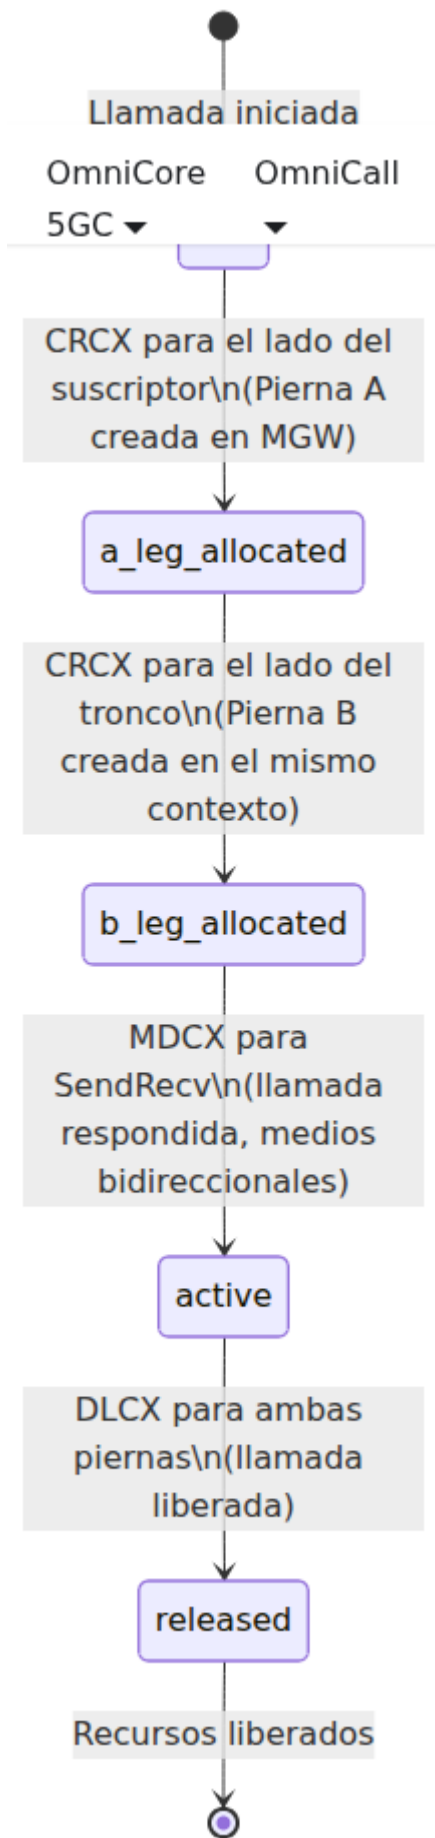 Llamada iniciada
OmniCore OmniCall
5GC
CRCX para el lado del
suscriptor\n(Pierna A
creada en MGW)
a_leg_allocated
CRCX para el lado del
tronco\n(Pierna B
creada en el mismo
contexto)
b_leg_allocated
MDCX para
SendRecv\n(llamada
respondida, medios
bidireccionales)
active
DLCX para ambas
piernas\n(llamada
liberada)
released
Recursos liberados